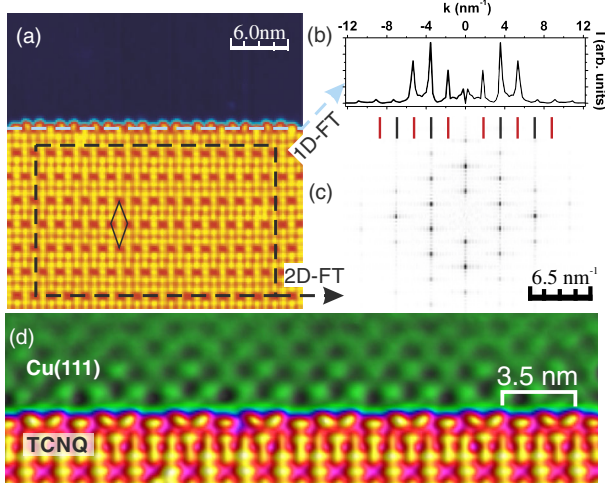 (a)
6.0nm
(b)
k (nm⁻¹)
-12 -8 -4 0 4 8 12
I (arb. units)
1D-FT
(c)
2D-FT
6.5 nm⁻¹
(d)
Cu(111)
3.5 nm
TCNQ